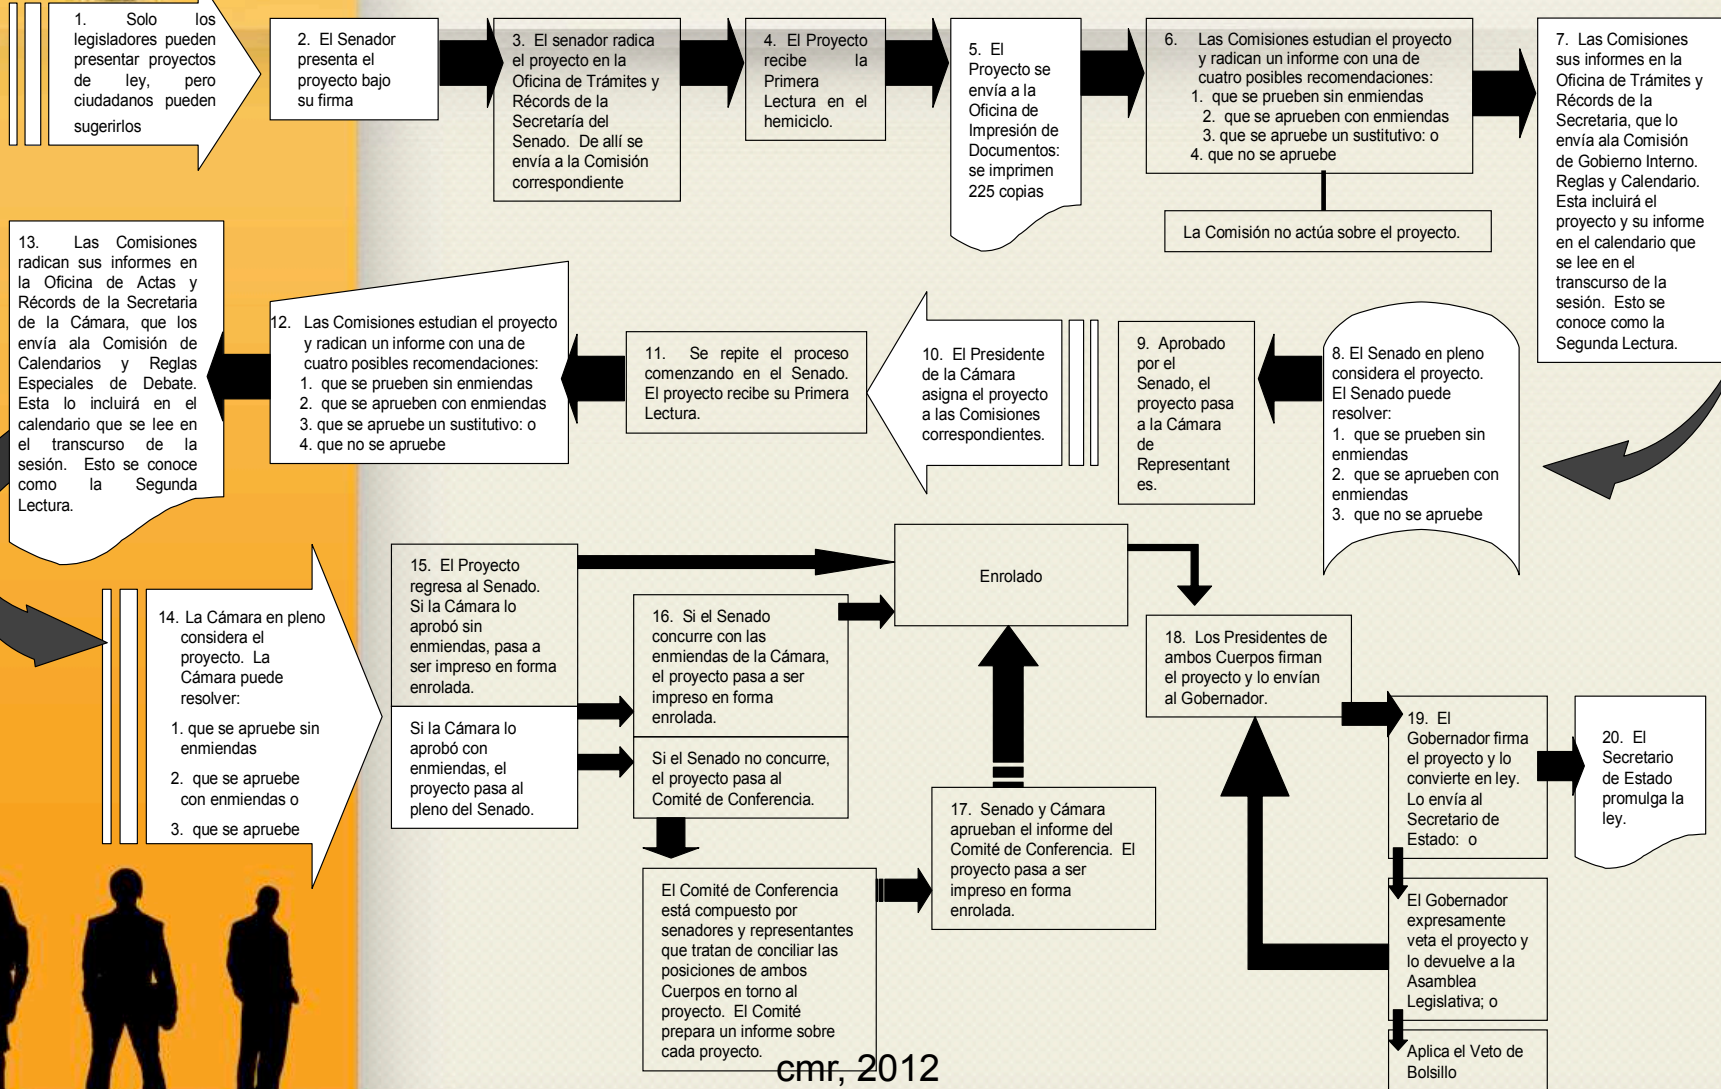 1. Solo los
legisladores pueden
presentar proyectos
de ley, pero
ciudadanos pueden
sugerirlos
2. El Senador
presenta el
proyecto bajo
su firma
3. El senador radica
el proyecto en la
Oficina de Trámites y
Récords de la
Secretaría del
Senado. De allí se
envía a la Comisión
correspondiente
4. El Proyecto
recibe la
Primera
Lectura en el
hemiciclo.
5. El
Proyecto se
envía a la
Oficina de
Impresión de
Documentos:
se imprimen
225 copias
6. Las Comisiones estudian el proyecto
y radican un informe con una de
cuatro posibles recomendaciones:
1. que se prueben sin enmiendas
2. que se aprueben con enmiendas
3. que se apruebe un sustitutivo: o
4. que no se apruebe
La Comisión no actúa sobre el proyecto.
7. Las Comisiones
sus informes en la
Oficina de Trámites y
Récords de la
Secretaria, que lo
envía ala Comisión
de Gobierno Interno.
Reglas y Calendario.
Esta incluirá el
proyecto y su informe
en el calendario que
se lee en el
transcurso de la
sesión. Esto se
conoce como la
Segunda Lectura.
8. El Senado en pleno
considera el proyecto.
El Senado puede
resolver:
1. que se prueben sin
enmiendas
2. que se aprueben con
enmiendas
3. que no se apruebe
9. Aprobado
por el
Senado, el
proyecto pasa
a la Cámara
de
Representant
es.
10. El Presidente
de la Cámara
asigna el proyecto
a las Comisiones
correspondientes.
11. Se repite el proceso
comenzando en el Senado.
El proyecto recibe su Primera
Lectura.
12. Las Comisiones estudian el proyecto
y radican un informe con una de
cuatro posibles recomendaciones:
1. que se prueben sin enmiendas
2. que se aprueben con enmiendas
3. que se apruebe un sustitutivo: o
4. que no se apruebe
13. Las Comisiones
radican sus informes en
la Oficina de Actas y
Récords de la Secretaria
de la Cámara, que los
envía ala Comisión de
Calendarios y Reglas
Especiales de Debate.
Esta lo incluirá en el
calendario que se lee en
el transcurso de la
sesión. Esto se conoce
como la Segunda
Lectura.
14. La Cámara en pleno
considera el
proyecto. La
Cámara puede
resolver:
1. que se apruebe sin
enmiendas
2. que se apruebe
con enmiendas o
3. que se apruebe
15. El Proyecto
regresa al Senado.
Si la Cámara lo
aprobó sin
enmiendas, pasa a
ser impreso en forma
enrolada.
Si la Cámara lo
aprobó con
enmiendas, el
proyecto pasa al
pleno del Senado.
16. Si el Senado
concurre con las
enmiendas de la Cámara,
el proyecto pasa a ser
impreso en forma
enrolada.
Si el Senado no concurre,
el proyecto pasa al
Comité de Conferencia.
El Comité de Conferencia
está compuesto por
senadores y representantes
que tratan de conciliar las
posiciones de ambos
Cuerpos en torno al
proyecto. El Comité
prepara un informe sobre
cada proyecto.
17. Senado y Cámara
aprueban el informe del
Comité de Conferencia. El
proyecto pasa a ser
impreso en forma
enrolada.
Enrolado
18. Los Presidentes de
ambos Cuerpos firman
el proyecto y lo envían
al Gobernador.
19. El
Gobernador firma
el proyecto y lo
convierte en ley.
Lo envía al
Secretario de
Estado: o
El Gobernador
expresamente
veta el proyecto y
lo devuelve a la
Asamblea
Legislativa; o
Aplica el Veto de
Bolsillo
20. El
Secretario
de Estado
promulga la
ley.
cmr, 2012